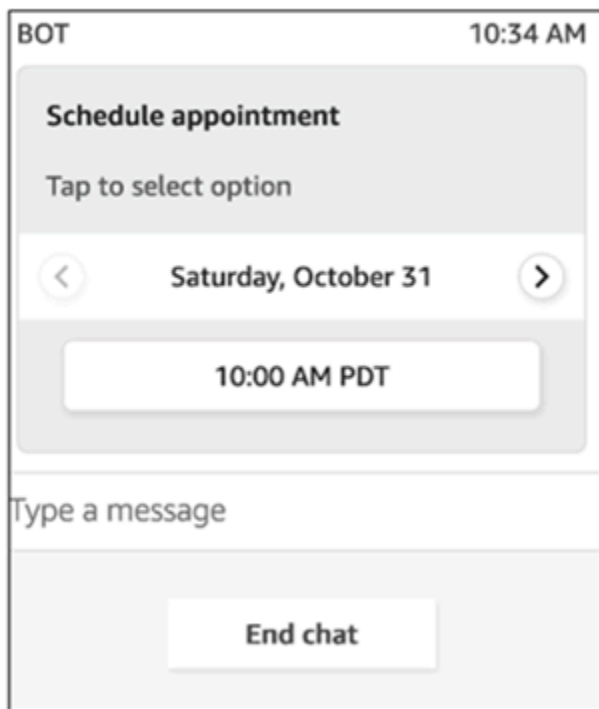 BOT 10:34 AM
Schedule appointment
Tap to select option
Saturday, October 31
10:00 AM PDT
Type a message
End chat